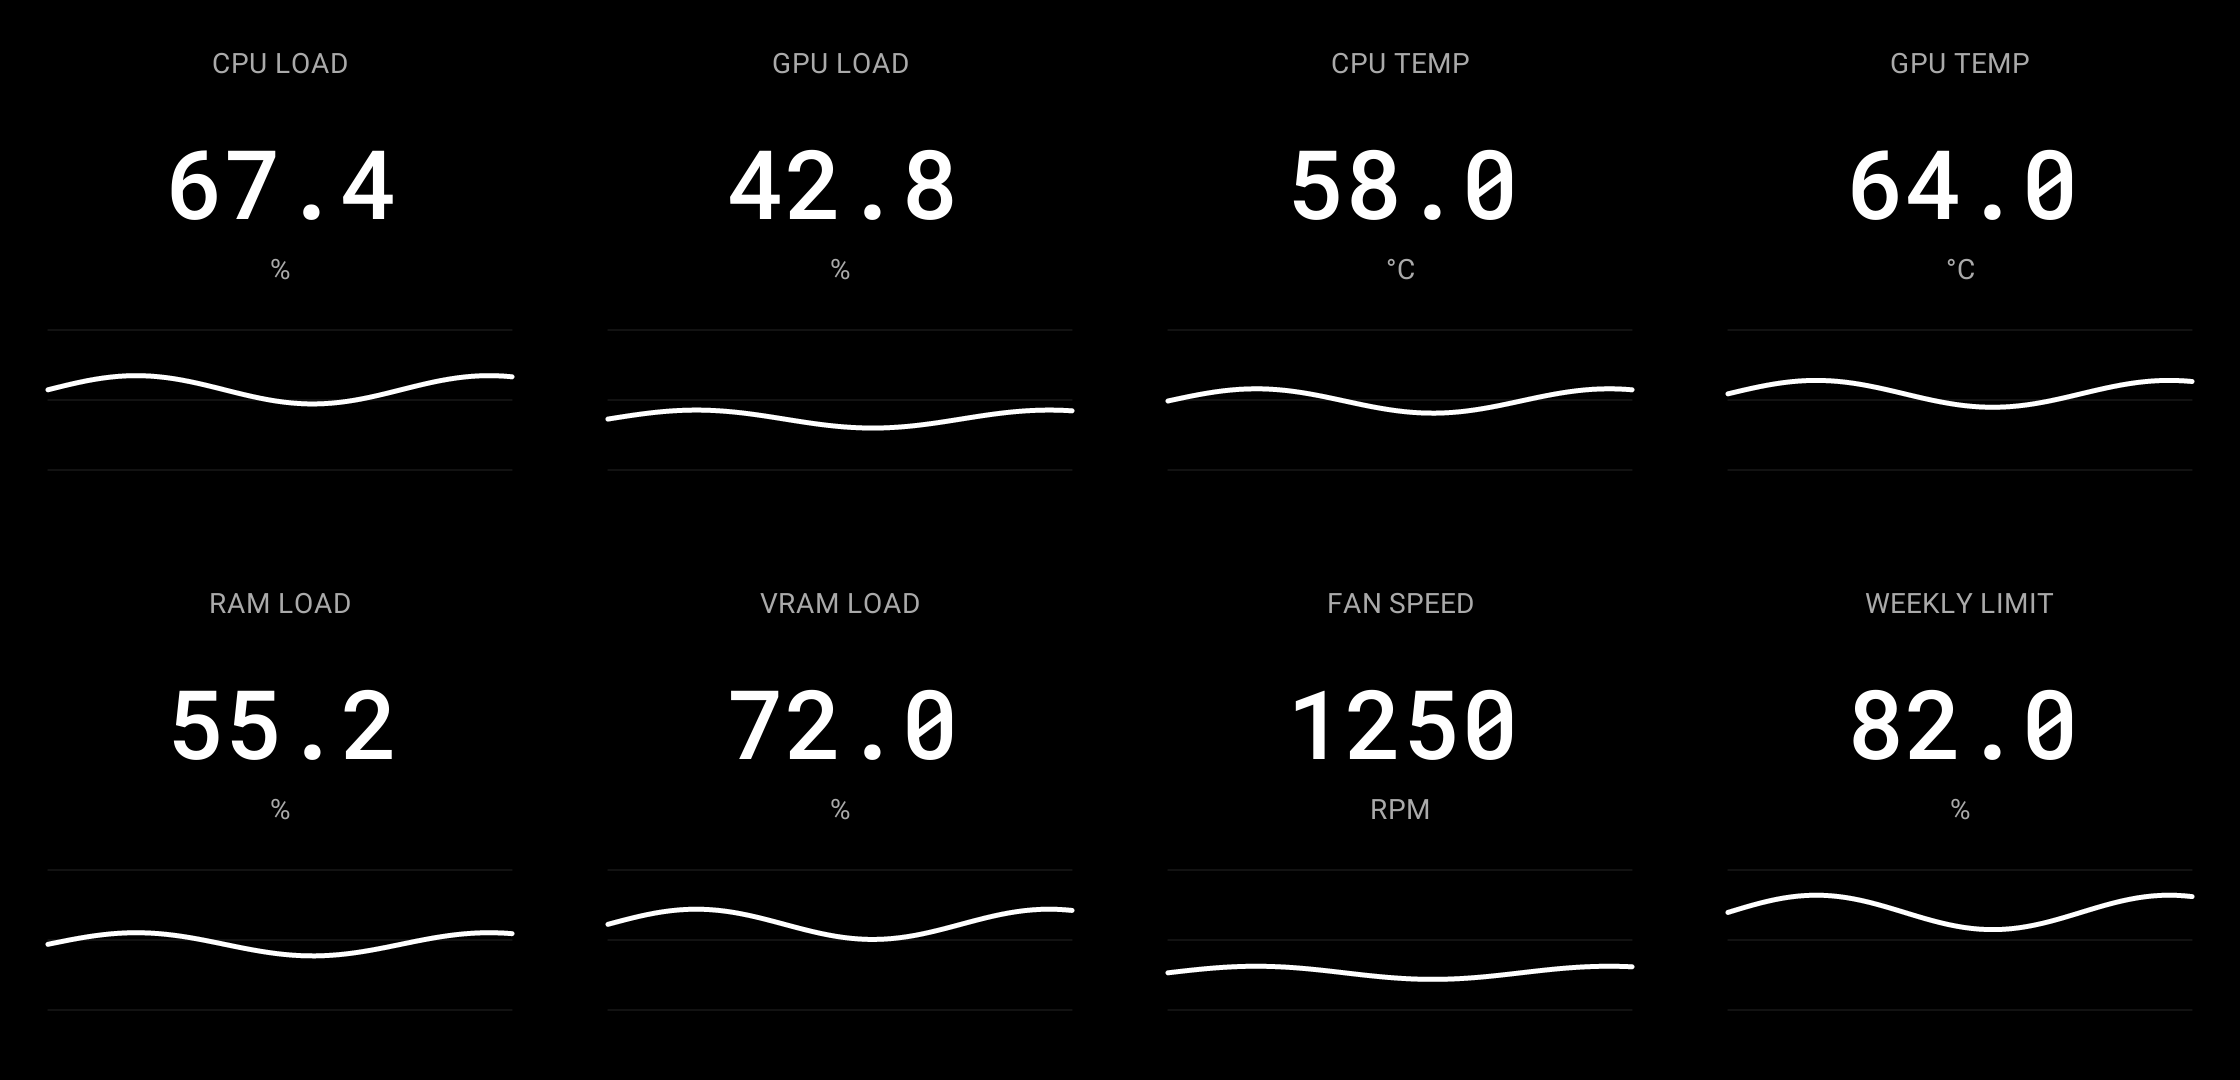 CPU LOAD
67.4
%
GPU LOAD
42.8
%
CPU TEMP
58.0
°C
GPU TEMP
64.0
°C
RAM LOAD
55.2
%
VRAM LOAD
72.0
%
FAN SPEED
1250
RPM
WEEKLY LIMIT
82.0
%